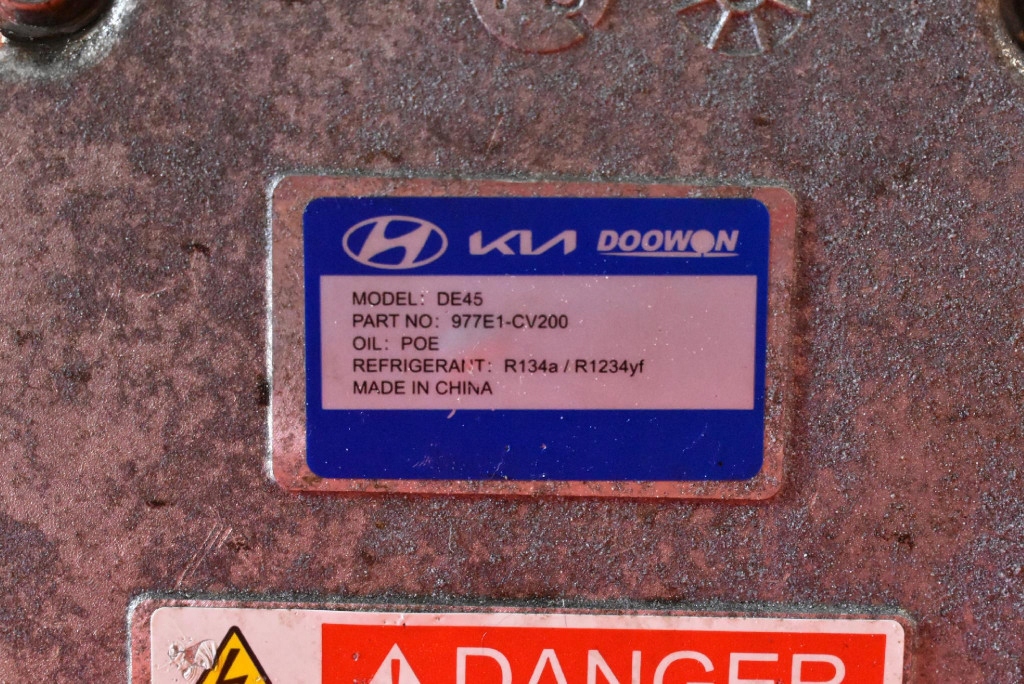 KIA DOOWON
MODEL: DE45
PART NO: 977E1-CV200
OIL: POE
REFRIGERANT: R134a / R1234yf
MADE IN CHINA
DANGER